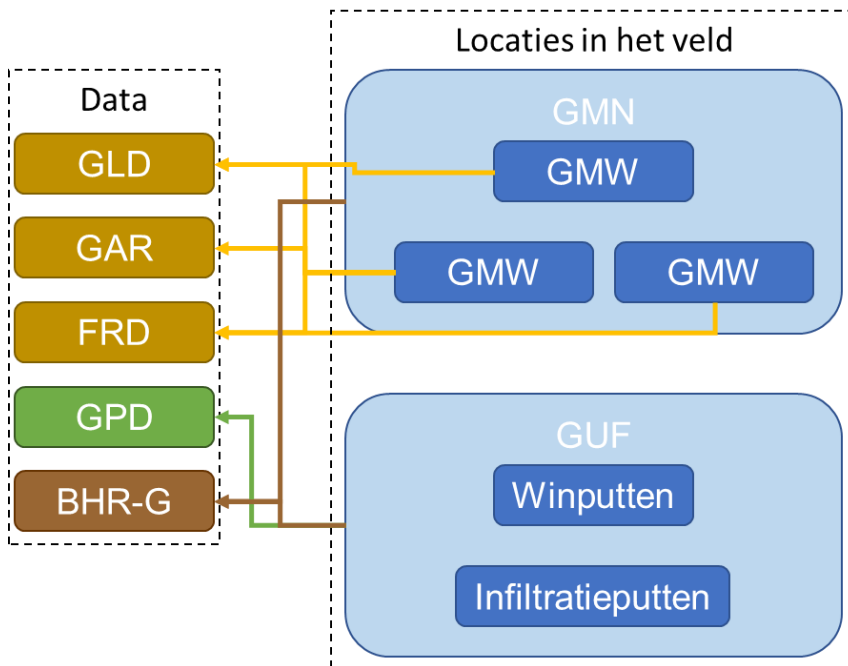 Data
GLD
GAR
FRD
GPD
BHR-G
Locaties in het veld
GMN
GMW
GMW
GMW
GUF
Winputten
Infiltratieputten